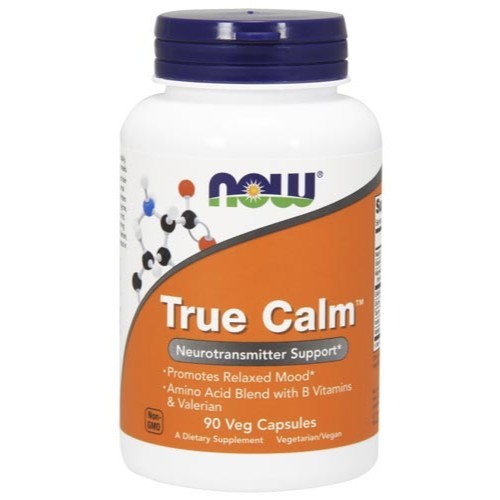 NOW®
True Calm™
Neurotransmitter Support*
•Promotes Relaxed Mood*
•Amino Acid Blend with B Vitamins
& Valerian
Non-
GMO
90 Veg Capsules
A Dietary Supplement Vegetarian/Vegan